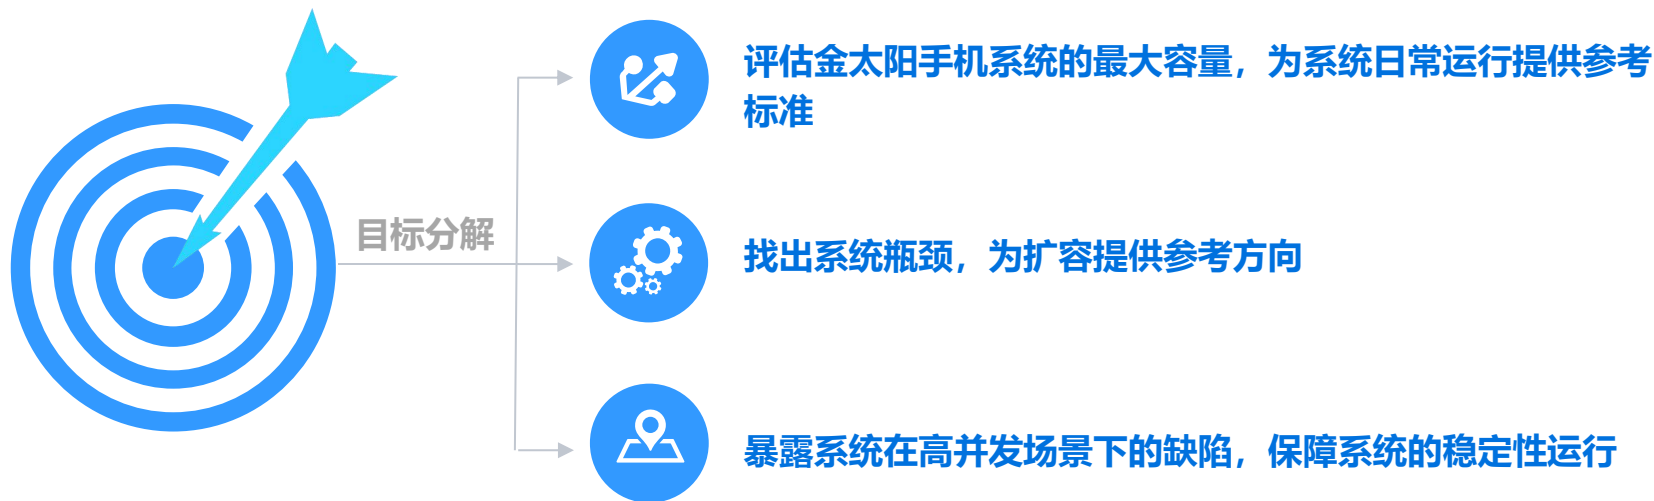 评估金太阳手机系统的最大容量，为系统日常运行提供参考
标准
目标分解
找出系统瓶颈，为扩容提供参考方向
暴露系统在高并发场景下的缺陷，保障系统的稳定性运行